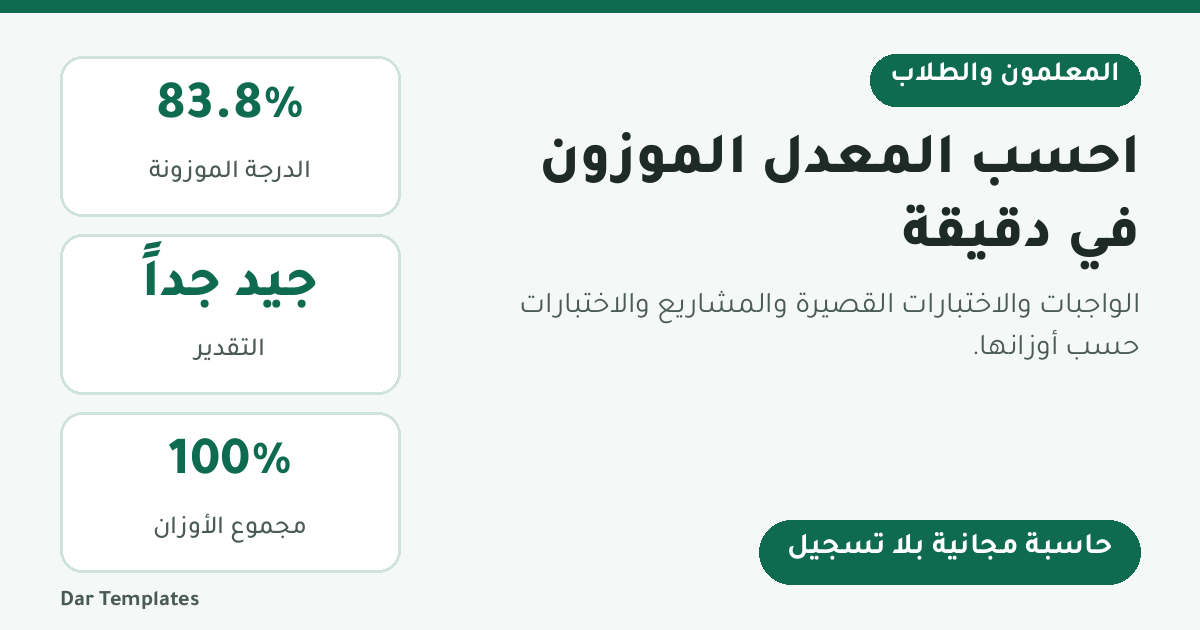 المعلمون والطلاب
احسب المعدل الموزون
في دقيقة
الواجبات والاختبارات القصيرة والمشاريع والاختبارات
حسب أوزانها.
حاسبة مجانية بلا تسجيل
83.8%
الدرجة الموزونة
جيد جداً
التقدير
100%
مجموع الأوزان
Dar Templates